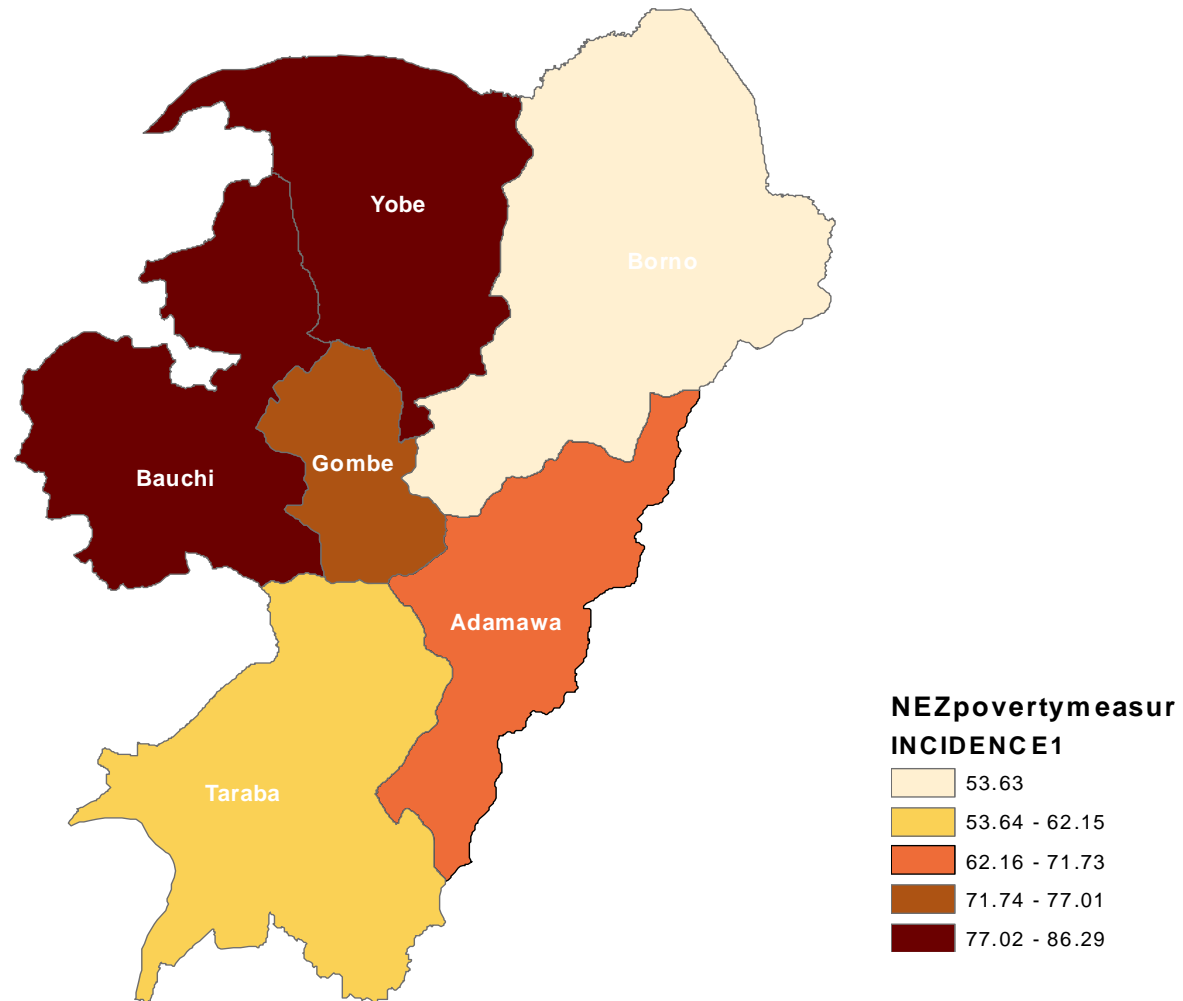 Yobe
Borno
Gombe
Bauchi
Adamawa
Taraba
NEZpovertymeasur
INCIDENCE1
53.63
53.64 - 62.15
62.16 - 71.73
71.74 - 77.01
77.02 - 86.29